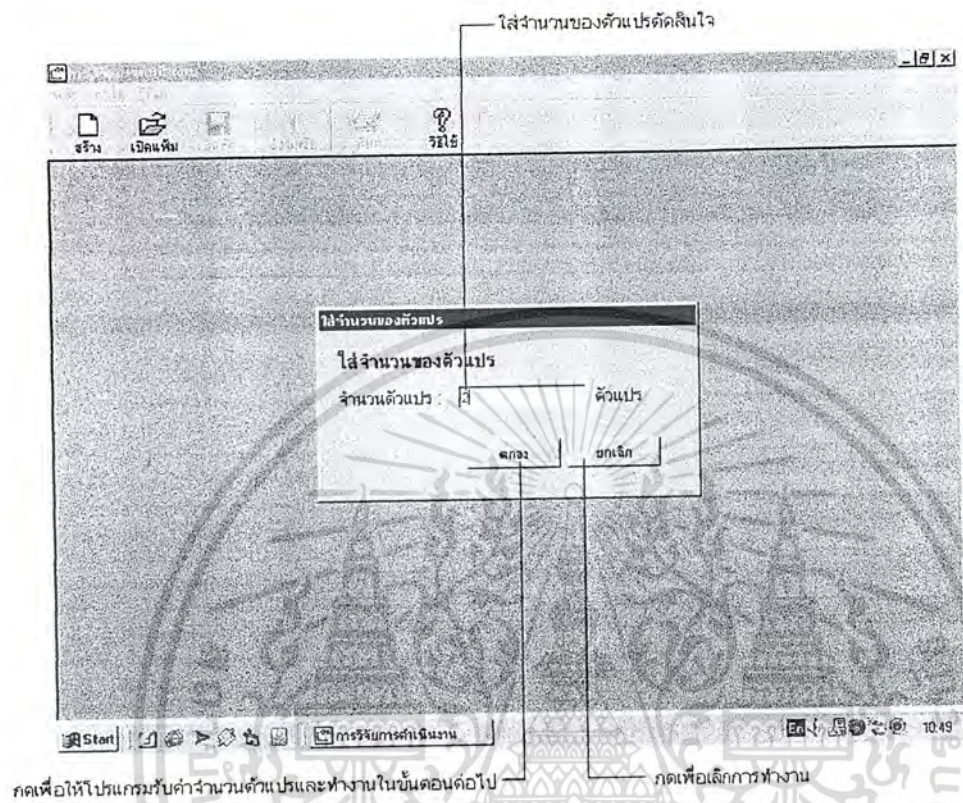 ใส่จำนวนของตัวแปรตัดสินใจ
สร้าง เปิดแฟ้ม วิธีใช้
ใส่จำนวนของตัวแปร
ใส่จำนวนของตัวแปร
จำนวนตัวแปร : 2 ตัวแปร
ตกลง ยกเลิก
Start การวิจัยการดำเนินงาน En 10:49
กดเพื่อให้โปรแกรมรับค่าจำนวนตัวแปรและทำงานในขั้นตอนต่อไป กดเพื่อเลิกการทำงาน